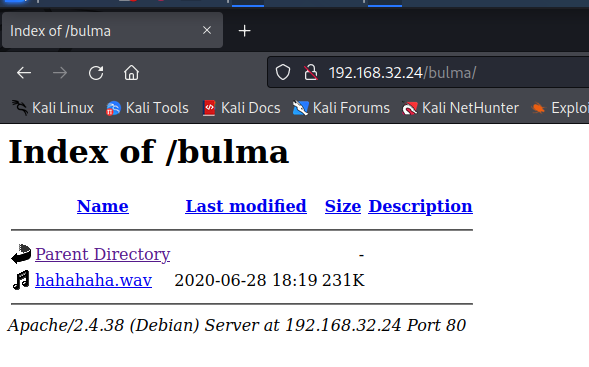 Index of /bulma
192.168.32.24/bulma/
Kali Linux Kali Tools Kali Docs Kali Forums Kali NetHunter Exploi
Index of /bulma
Name Last modified Size Description
Parent Directory -
hahahaha.wav 2020-06-28 18:19 231K
Apache/2.4.38 (Debian) Server at 192.168.32.24 Port 80